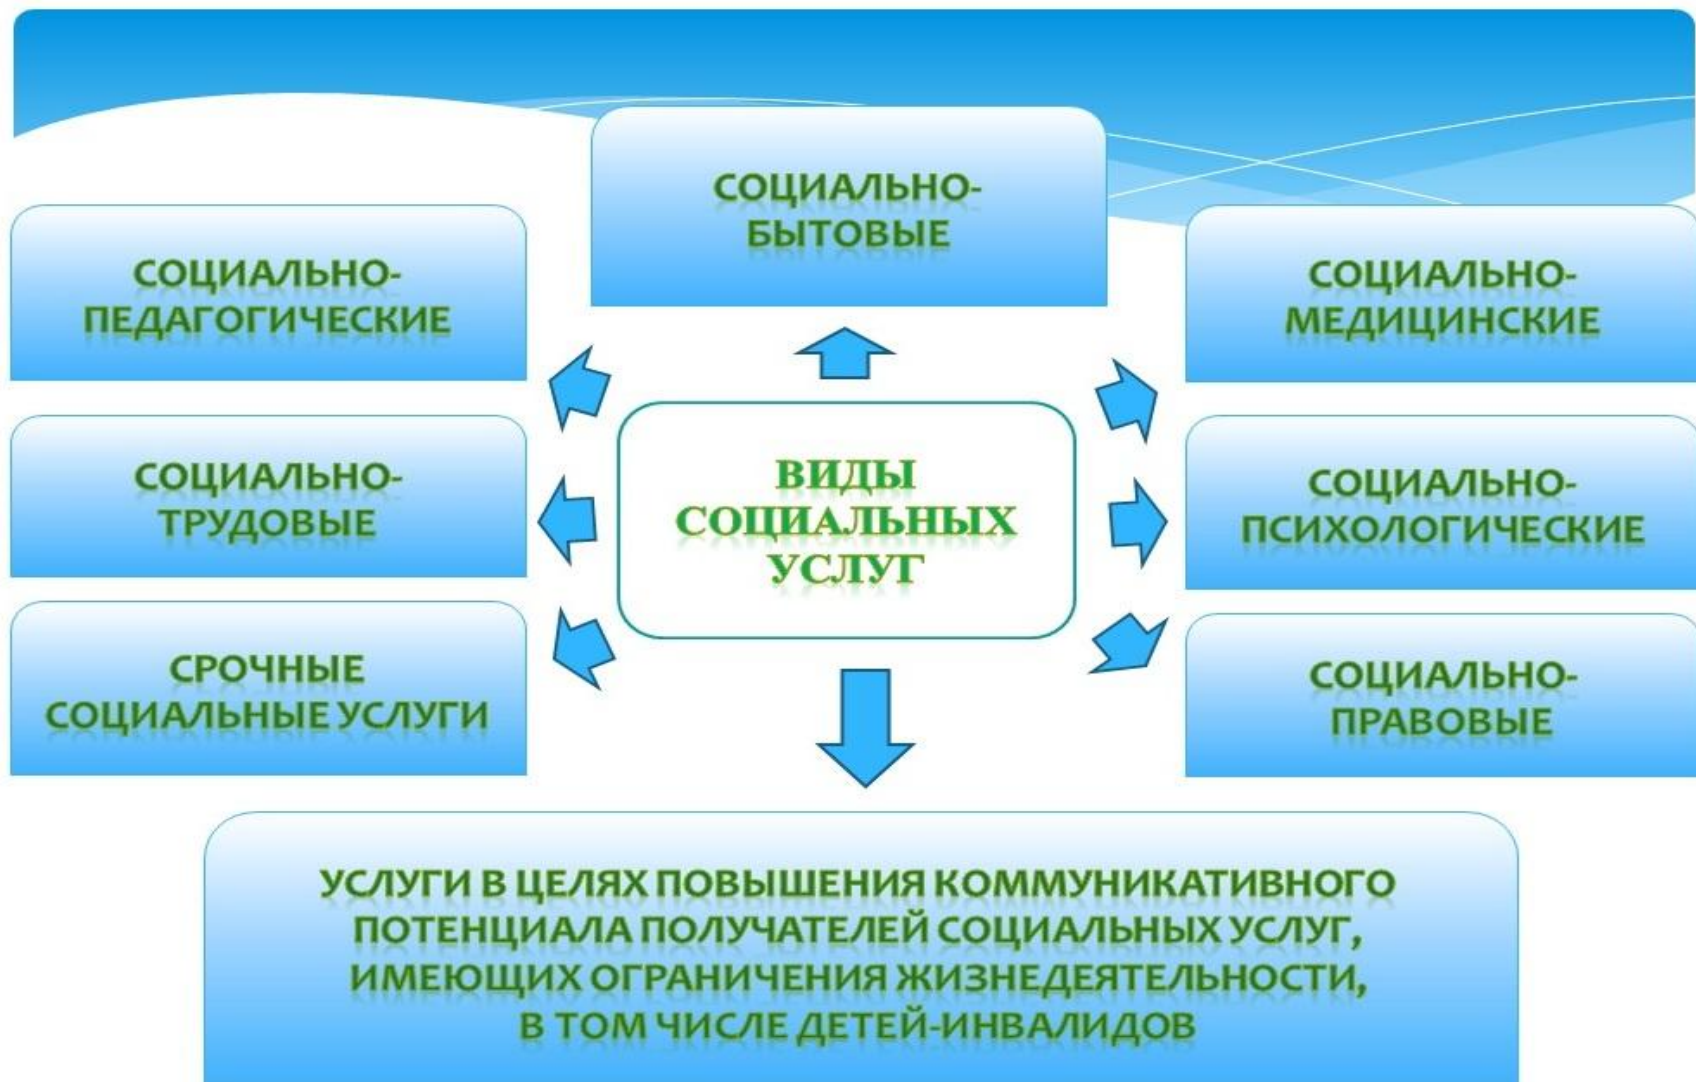 СОЦИАЛЬНО-
БЫТОВЫЕ
СОЦИАЛЬНО-
ПЕДАГОГИЧЕСКИЕ
СОЦИАЛЬНО-
МЕДИЦИНСКИЕ
СОЦИАЛЬНО-
ТРУДОВЫЕ
ВИДЫ
СОЦИАЛЬНЫХ
УСЛУГ
СОЦИАЛЬНО-
ПСИХОЛОГИЧЕСКИЕ
СРОЧНЫЕ
СОЦИАЛЬНЫЕ УСЛУГИ
СОЦИАЛЬНО-
ПРАВОВЫЕ
УСЛУГИ В ЦЕЛЯХ ПОВЫШЕНИЯ КОММУНИКАТИВНОГО
ПОТЕНЦИАЛА ПОЛУЧАТЕЛЕЙ СОЦИАЛЬНЫХ УСЛУГ,
ИМЕЮЩИХ ОГРАНИЧЕНИЯ ЖИЗНЕДЕЯТЕЛЬНОСТИ,
В ТОМ ЧИСЛЕ ДЕТЕЙ-ИНВАЛИДОВ